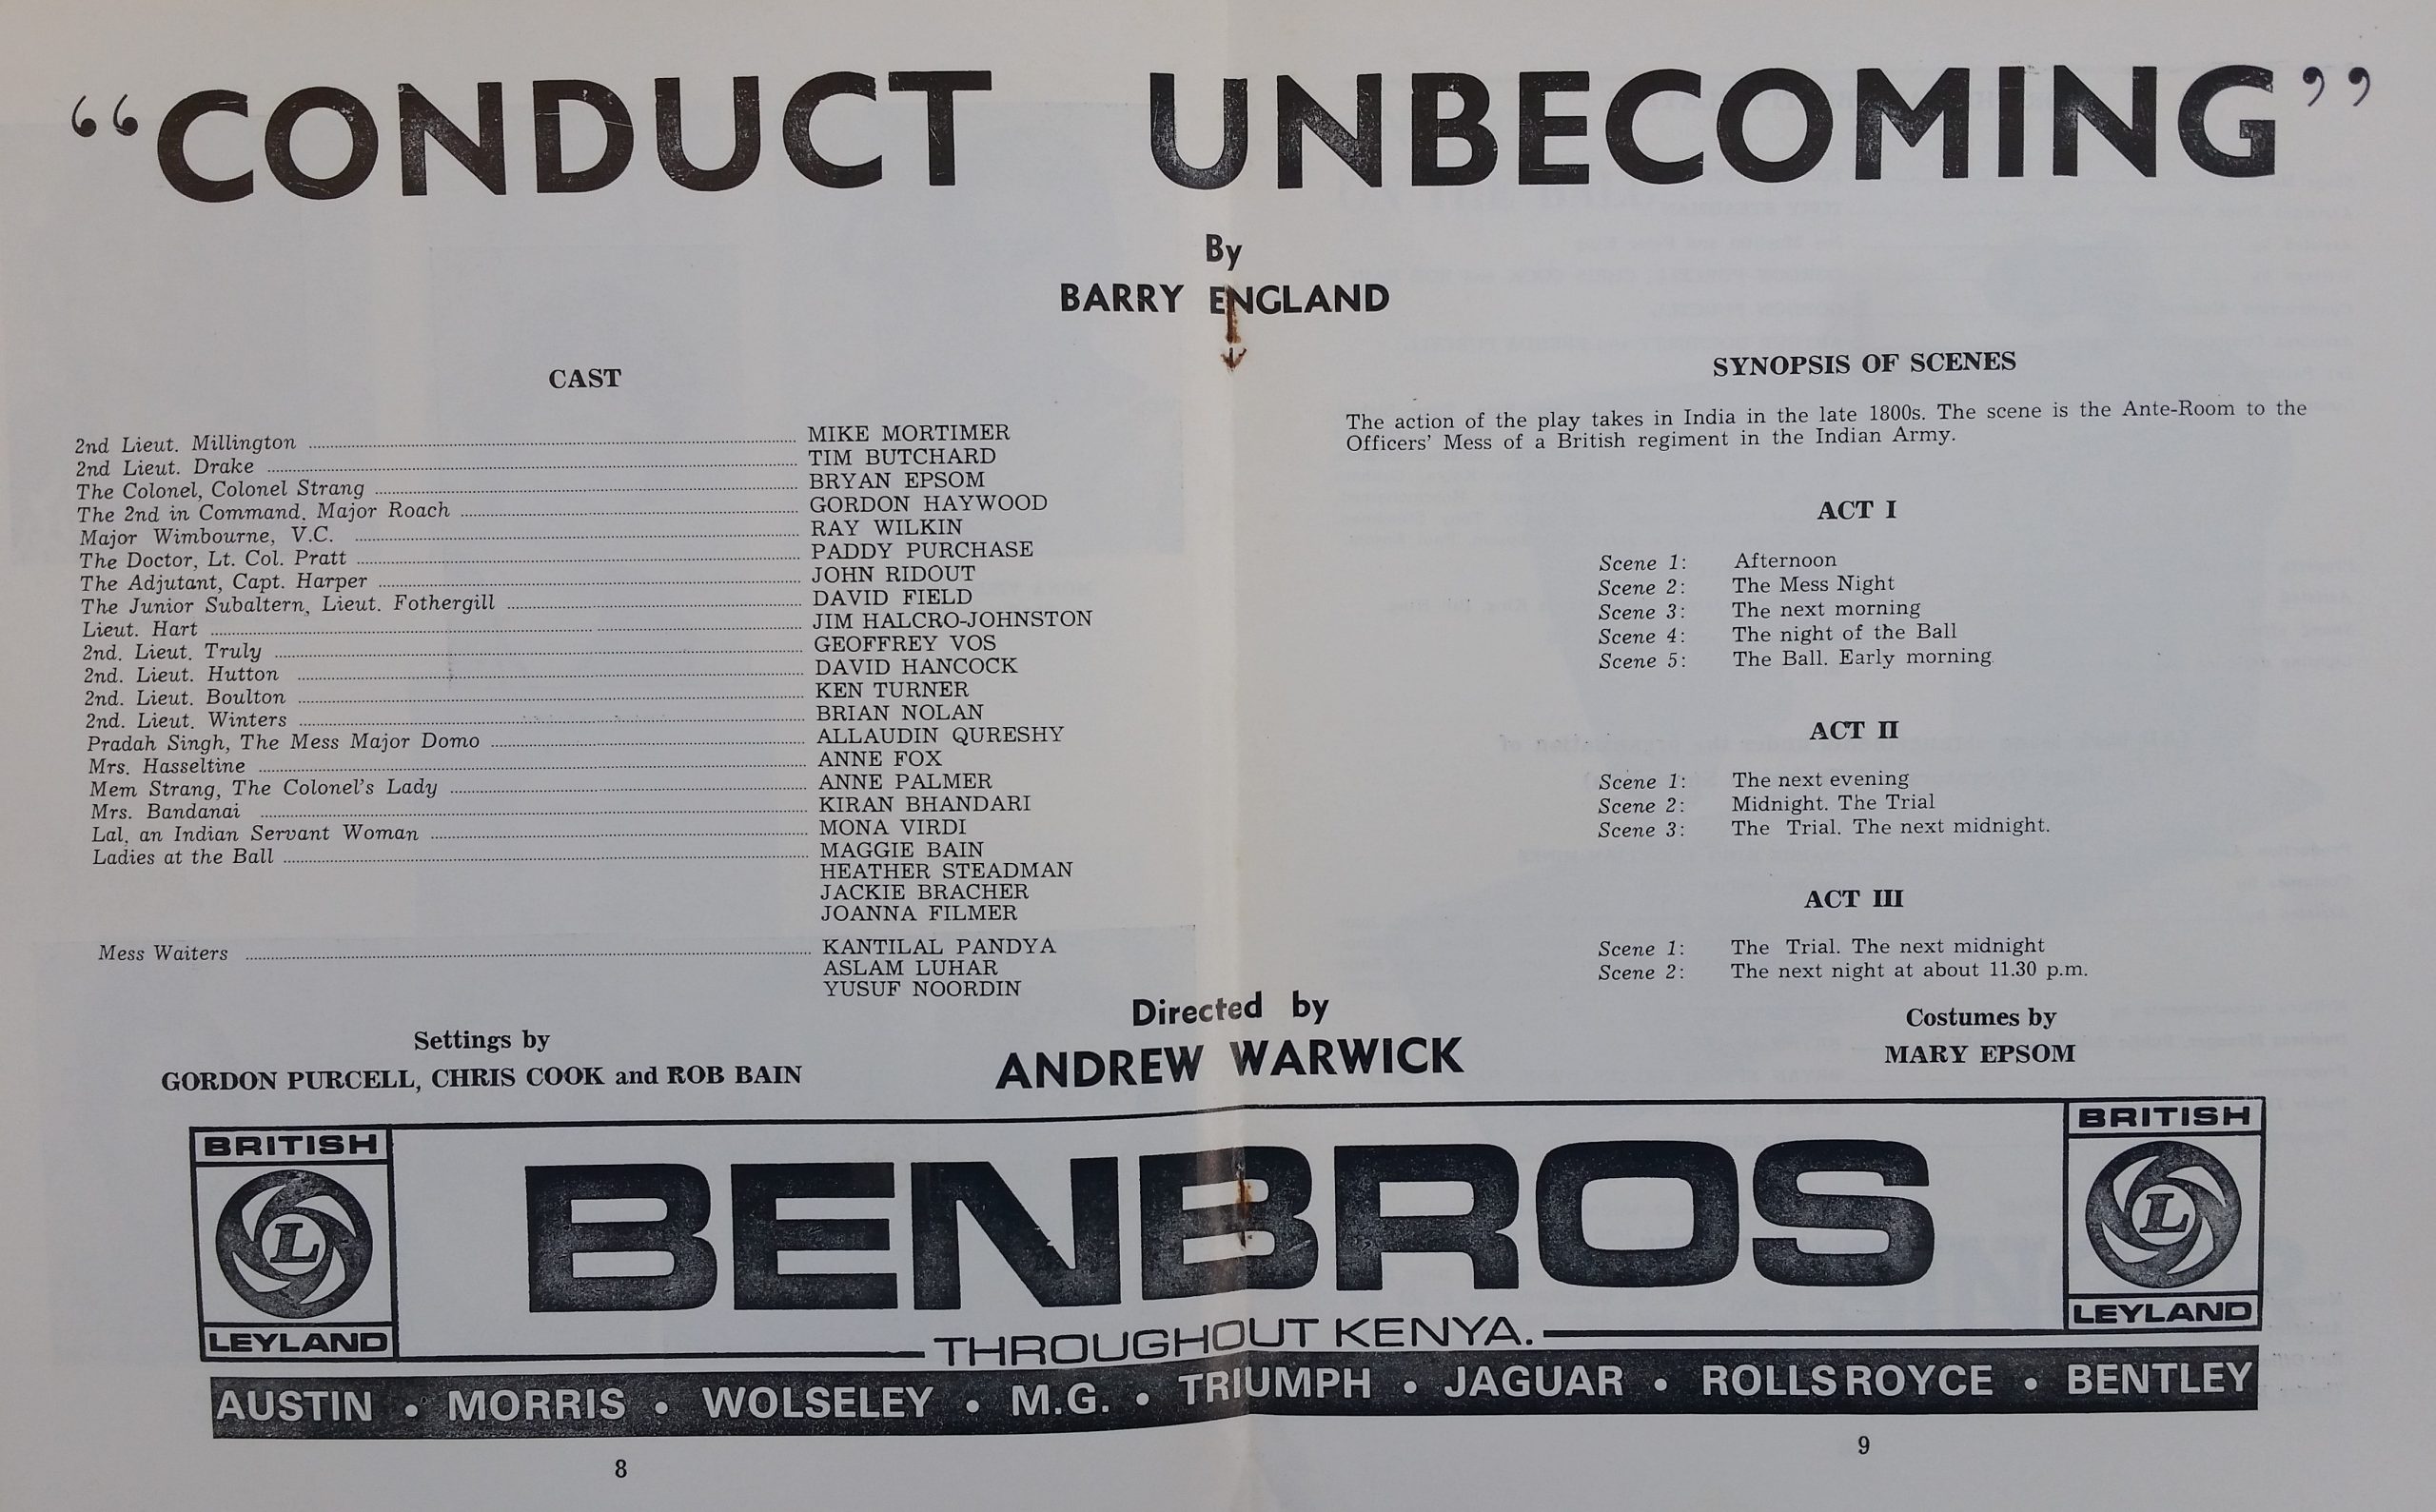 “CONDUCT UNBECOMING”
By
BARRY ENGLAND
CAST
2nd Lieut. Millington MIKE MORTIMER
2nd Lieut. Drake TIM BUTCHARD
The Colonel, Colonel Strang BRYAN EPSOM
The 2nd in Command. Major Roach GORDON HAYWOOD
Major Wimbourne, V.C. RAY WILKIN
The Doctor, Lt. Col. Pratt PADDY PURCHASE
The Adjutant, Capt. Harper JOHN RIDOUT
The Junior Subaltern, Lieut. Fothergill DAVID FIELD
Lieut. Hart JIM HALCRO-JOHNSTON
2nd. Lieut. Truly GEOFFREY VOS
2nd. Lieut. Hutton DAVID HANCOCK
2nd. Lieut. Boulton KEN TURNER
2nd. Lieut. Winters BRIAN NOLAN
Pradah Singh, The Mess Major Domo ALLAUDIN QURESHY
Mrs. Hasseltine ANNE FOX
Mem Strang, The Colonel's Lady ANNE PALMER
Mrs. Bandanai KIRAN BHANDARI
Lal, an Indian Servant Woman MONA VIRDI
Ladies at the Ball MAGGIE BAIN
HEATHER STEADMAN
JACKIE BRACHER
JOANNA FILMER
Mess Waiters KANTILAL PANDYA
ASLAM LUHAR
YUSUF NOORDIN
Settings by
GORDON PURCELL, CHRIS COOK and ROB BAIN
SYNOPSIS OF SCENES
The action of the play takes in India in the late 1800s. The scene is the Ante-Room to the
Officers' Mess of a British regiment in the Indian Army.
ACT I
Scene 1: Afternoon
Scene 2: The Mess Night
Scene 3: The next morning
Scene 4: The night of the Ball
Scene 5: The Ball. Early morning
ACT II
Scene 1: The next evening
Scene 2: Midnight. The Trial
Scene 3: The Trial. The next midnight.
ACT III
Scene 1: The Trial. The next midnight
Scene 2: The next night at about 11.30 p.m.
Directed by
ANDREW WARWICK
Costumes by
MARY EPSOM
BRITISH
L
LEYLAND
BENBROS
THROUGHOUT KENYA.
BRITISH
L
LEYLAND
AUSTIN • MORRIS • WOLSELEY • M.G. • TRIUMPH • JAGUAR • ROLLS ROYCE • BENTLEY
8
9